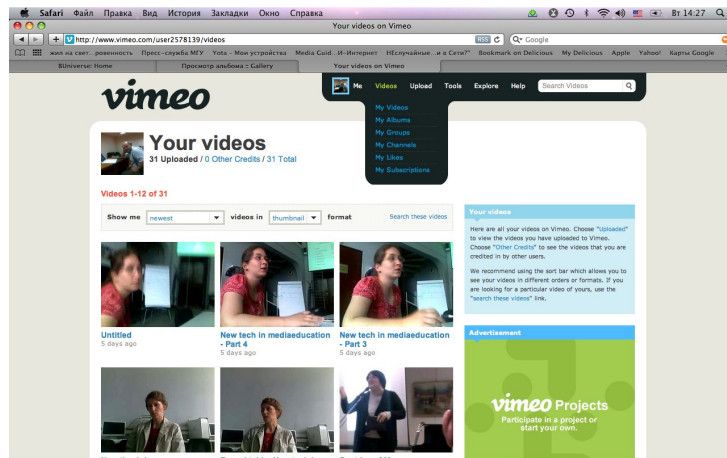 Safari Файл Правка Вид История Закладки Окно Справка Вт 14:27
Your videos on Vimeo
http://www.vimeo.com/user2578139/videos RSS Google
жил на свет...ровенность Пресс-служба МГУ Yota - Мои устройства Media Guid...И-Интернет НЕслучайные...и в Сети?" Bookmark on Delicious My Delicious Apple Yahoo! Карты Google
BUniverse: Home Просмотр альбома :: Gallery Your videos on Vimeo
vimeo
Me Videos Upload Tools Explore Help Search Videos
My Videos
My Albums
My Groups
My Channels
My Likes
My Subscriptions
Your videos
31 Uploaded / 0 Other Credits / 31 Total
Videos 1-12 of 31
Show me newest videos in thumbnail format Search these videos
Untitled
5 days ago
New tech in mediaeducation
- Part 4
5 days ago
New tech in mediaeducation
- Part 3
5 days ago
Your videos
Here are all your videos on Vimeo. Choose "Uploaded"
to view the videos you have uploaded to Vimeo.
Choose "Other Credits" to see the videos that you are
credited in by other users.
We recommend using the sort bar which allows you to
see your videos in different orders or formats. If you
are looking for a particular video of yours, use the
"search these videos" link.
Advertisement
vimeo Projects
Participate in a project or
start your own.